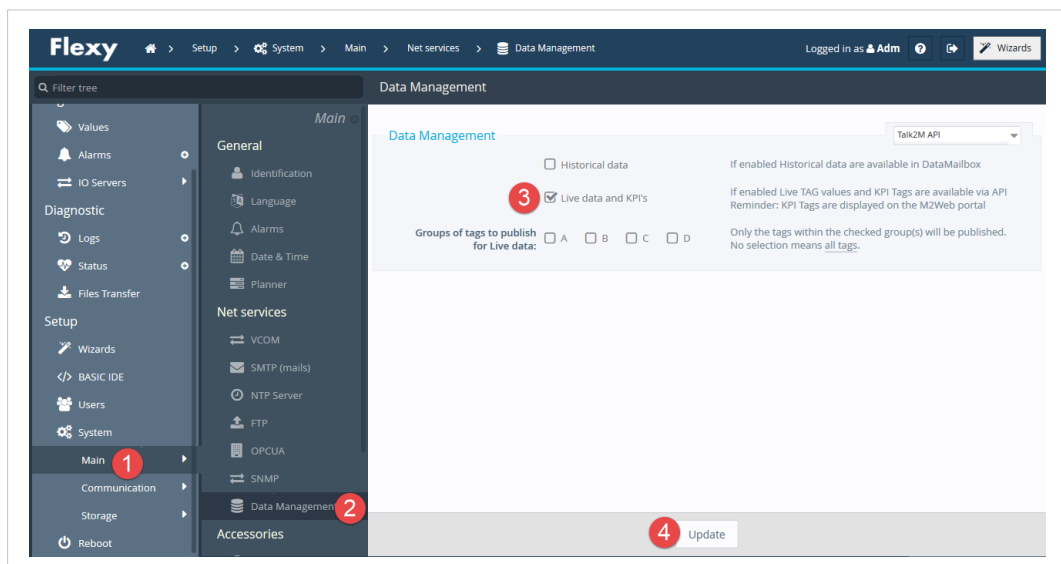 Flexy
Setup
System
Main
Net services
Data Management
Logged in as Adm
Wizards
Filter tree
Data Management
Values
Alarms
IO Servers
Diagnostic
Logs
Status
Files Transfer
Setup
Wizards
</> BASIC IDE
Users
System
Main
1
Communication
Storage
Reboot
Main
General
Identification
Language
Alarms
Date & Time
Planner
Net services
VCOM
SMTP (mails)
NTP Server
FTP
OPCUA
SNMP
Data Management
2
Accessories
Data Management
Talk2M API
Historical data
If enabled Historical data are available in DataMailbox
3
Live data and KPI's
If enabled Live TAG values and KPI Tags are available via API
Reminder: KPI Tags are displayed on the M2Web portal
Groups of tags to publish
for Live data:
A B C D
Only the tags within the checked group(s) will be published.
No selection means all tags.
4
Update